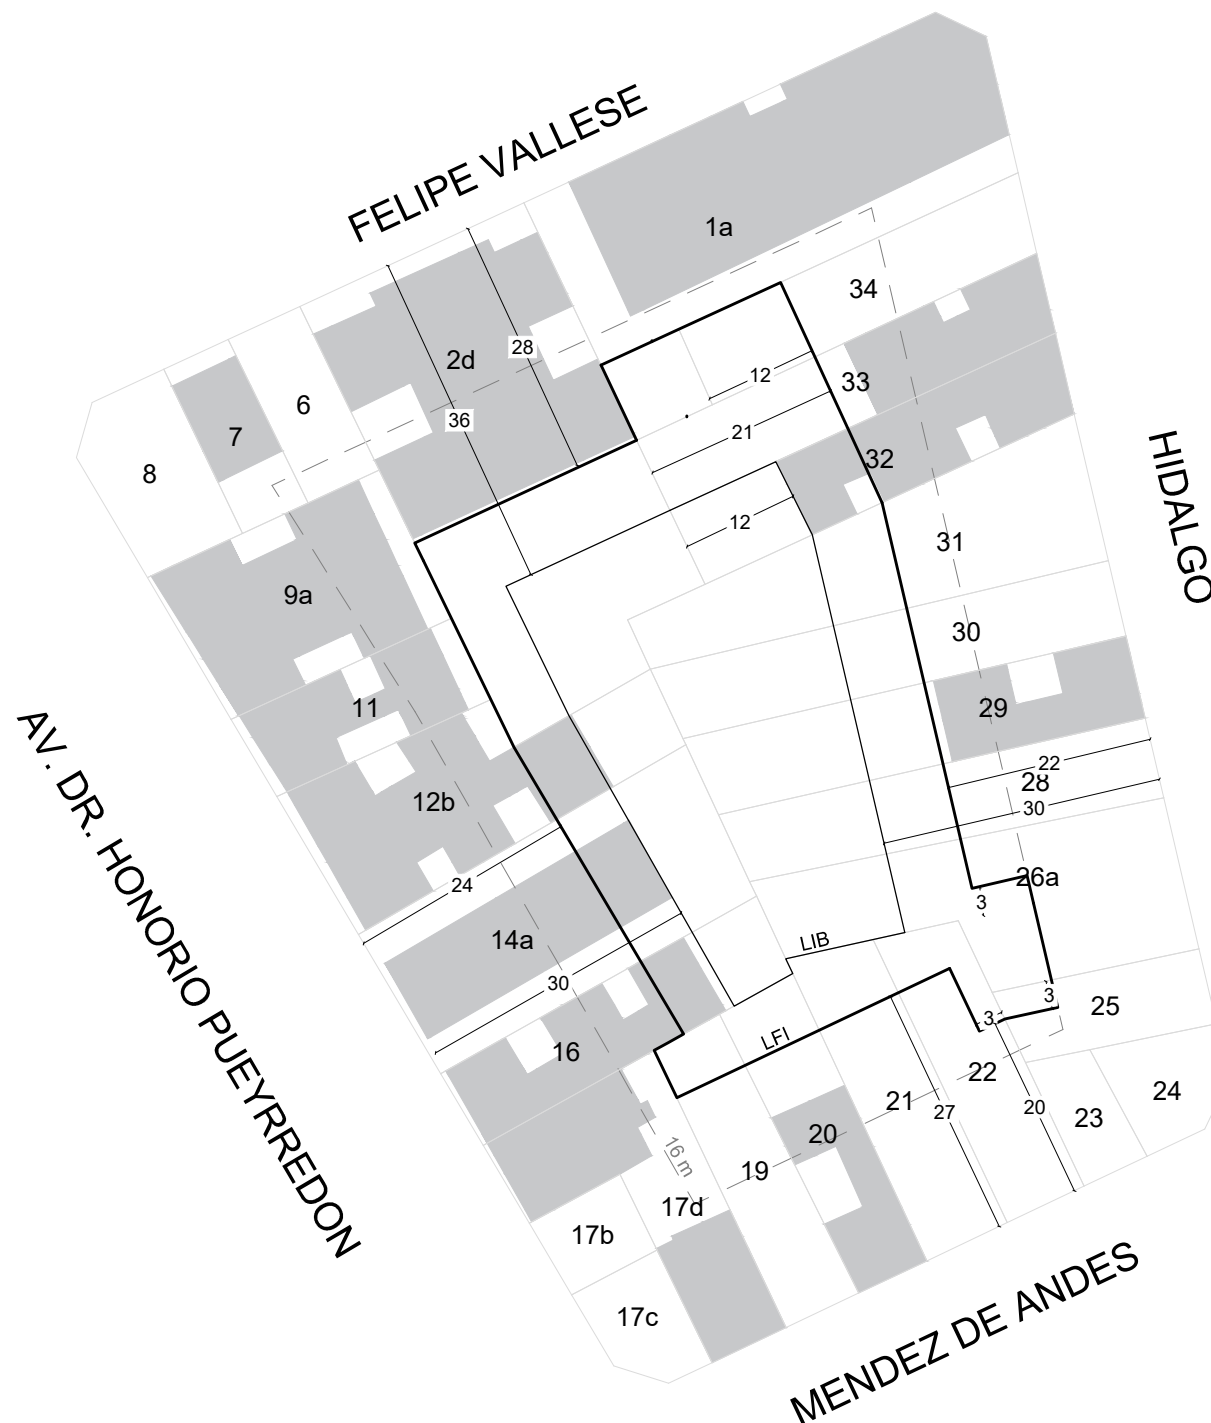 FELIPE VALLESE
1a
34
28
2d
12
33
6
36
21
7
32
8
12
HIDALGO
31
9a
30
11
29
22
28
12b
30
24
26a
3
14a
LIB
30
3
25
3
AV. DR. HONORIO PUEYRREDON
LFI
16
22
24
21
27
20
23
20
16 m
19
17d
17b
17c
MENDEZ DE ANDES